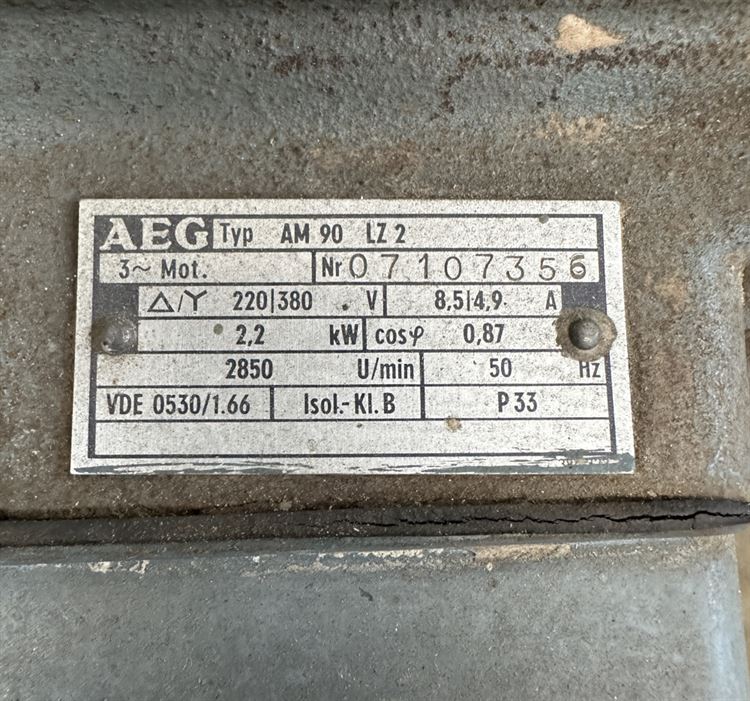 AEG Typ AM 90 LZ 2
3~ Mot. Nr 07107356
△/Y 220|380 V 8,5|4,9 A
2,2 kW cosφ 0,87
2850 U/min 50 Hz
VDE 0530/1.66 Isol.-Kl. B P 33